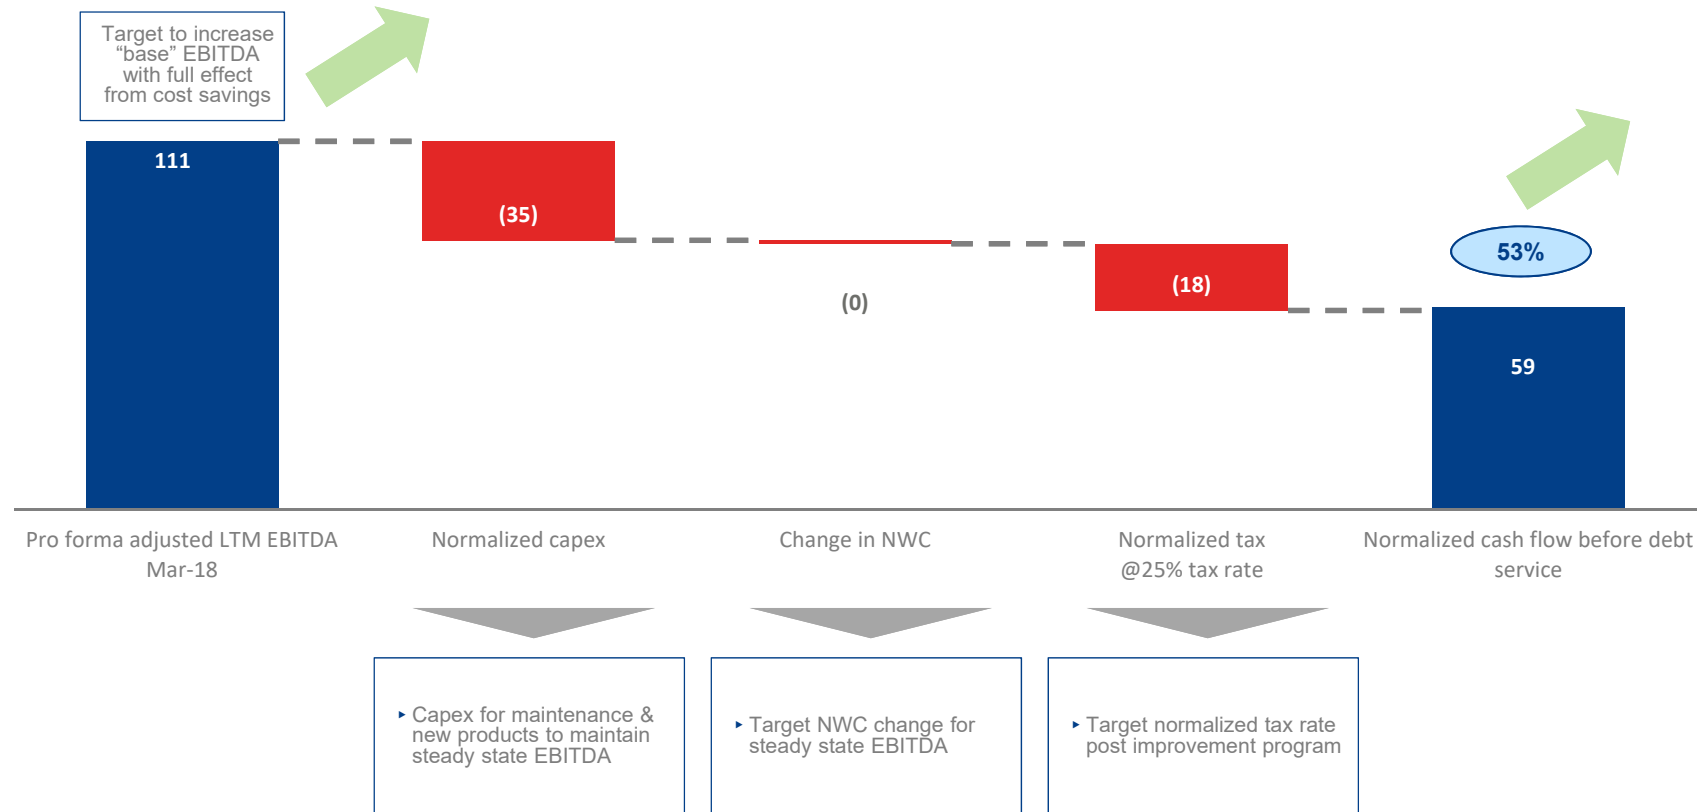 Target to increase
“base” EBITDA
with full effect
from cost savings
111
(35)
(0)
(18)
53%
59
Pro forma adjusted LTM EBITDA
Mar-18
Normalized capex
Change in NWC
Normalized tax
@25% tax rate
Normalized cash flow before debt
service
▸ Capex for maintenance &
new products to maintain
steady state EBITDA
▸ Target NWC change for
steady state EBITDA
▸ Target normalized tax rate
post improvement program